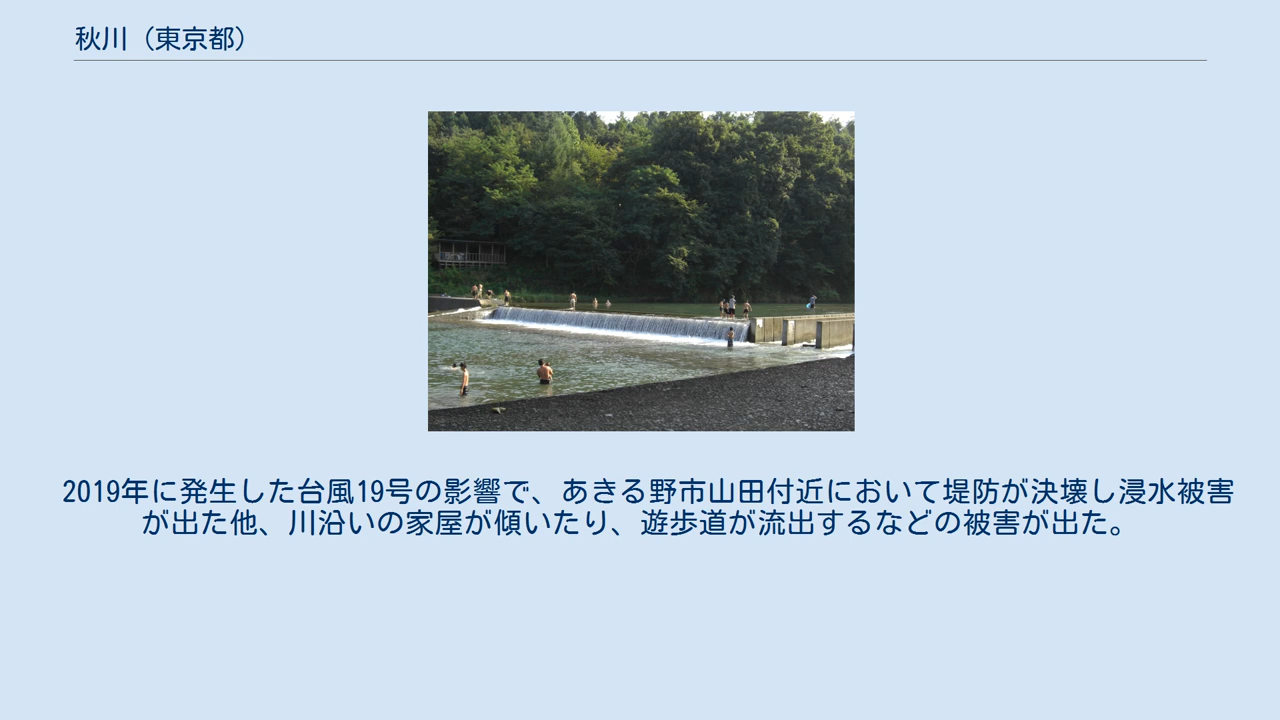 秋川（東京都）
2019年に発生した台風19号の影響で、あきる野市山田付近において堤防が決壊し浸水被害
が出た他、川沿いの家屋が傾いたり、遊歩道が流出するなどの被害が出た。